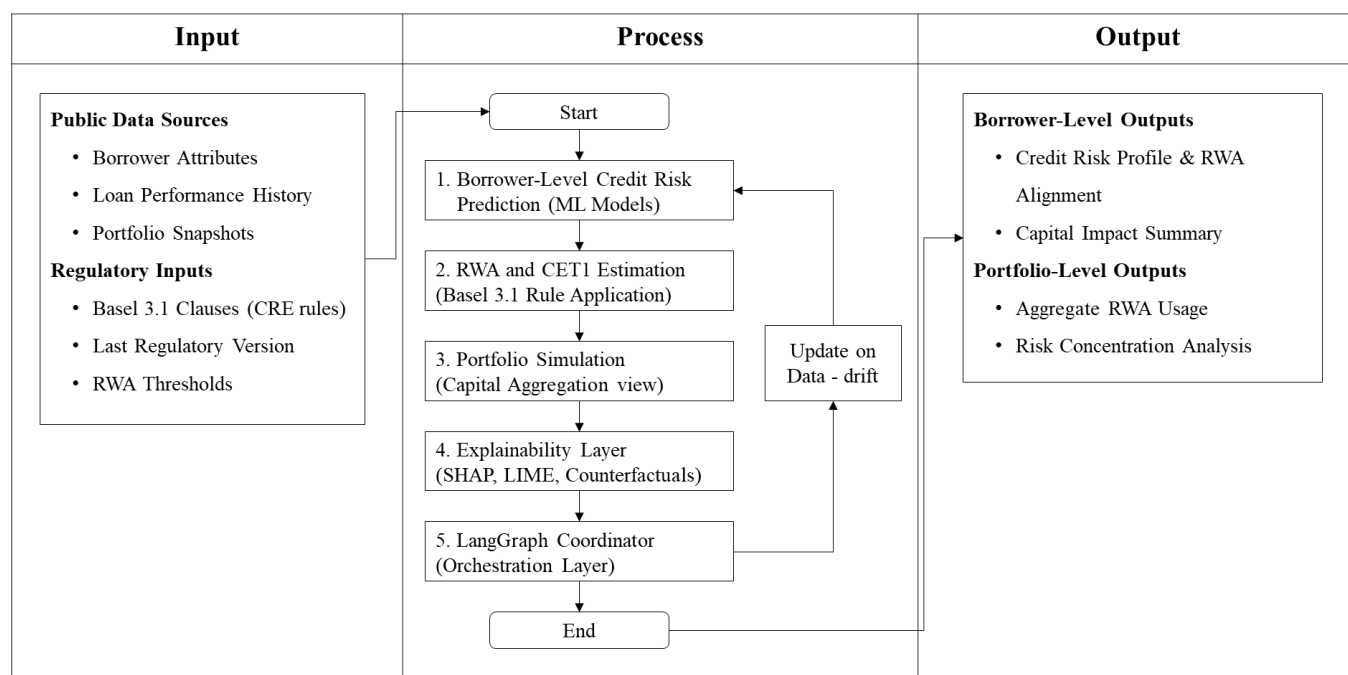 Input
Process
Output
Public Data Sources
• Borrower Attributes
• Loan Performance History
• Portfolio Snapshots
Regulatory Inputs
• Basel 3.1 Clauses (CRE rules)
• Last Regulatory Version
• RWA Thresholds
Start
1. Borrower-Level Credit Risk
Prediction (ML Models)
2. RWA and CET1 Estimation
(Basel 3.1 Rule Application)
3. Portfolio Simulation
(Capital Aggregation view)
4. Explainability Layer
(SHAP, LIME, Counterfactuals)
5. LangGraph Coordinator
(Orchestration Layer)
End
Update on
Data - drift
Borrower-Level Outputs
• Credit Risk Profile & RWA
Alignment
• Capital Impact Summary
Portfolio-Level Outputs
• Aggregate RWA Usage
• Risk Concentration Analysis